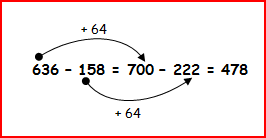 + 64
636 – 158 = 700 – 222 = 478
+ 64